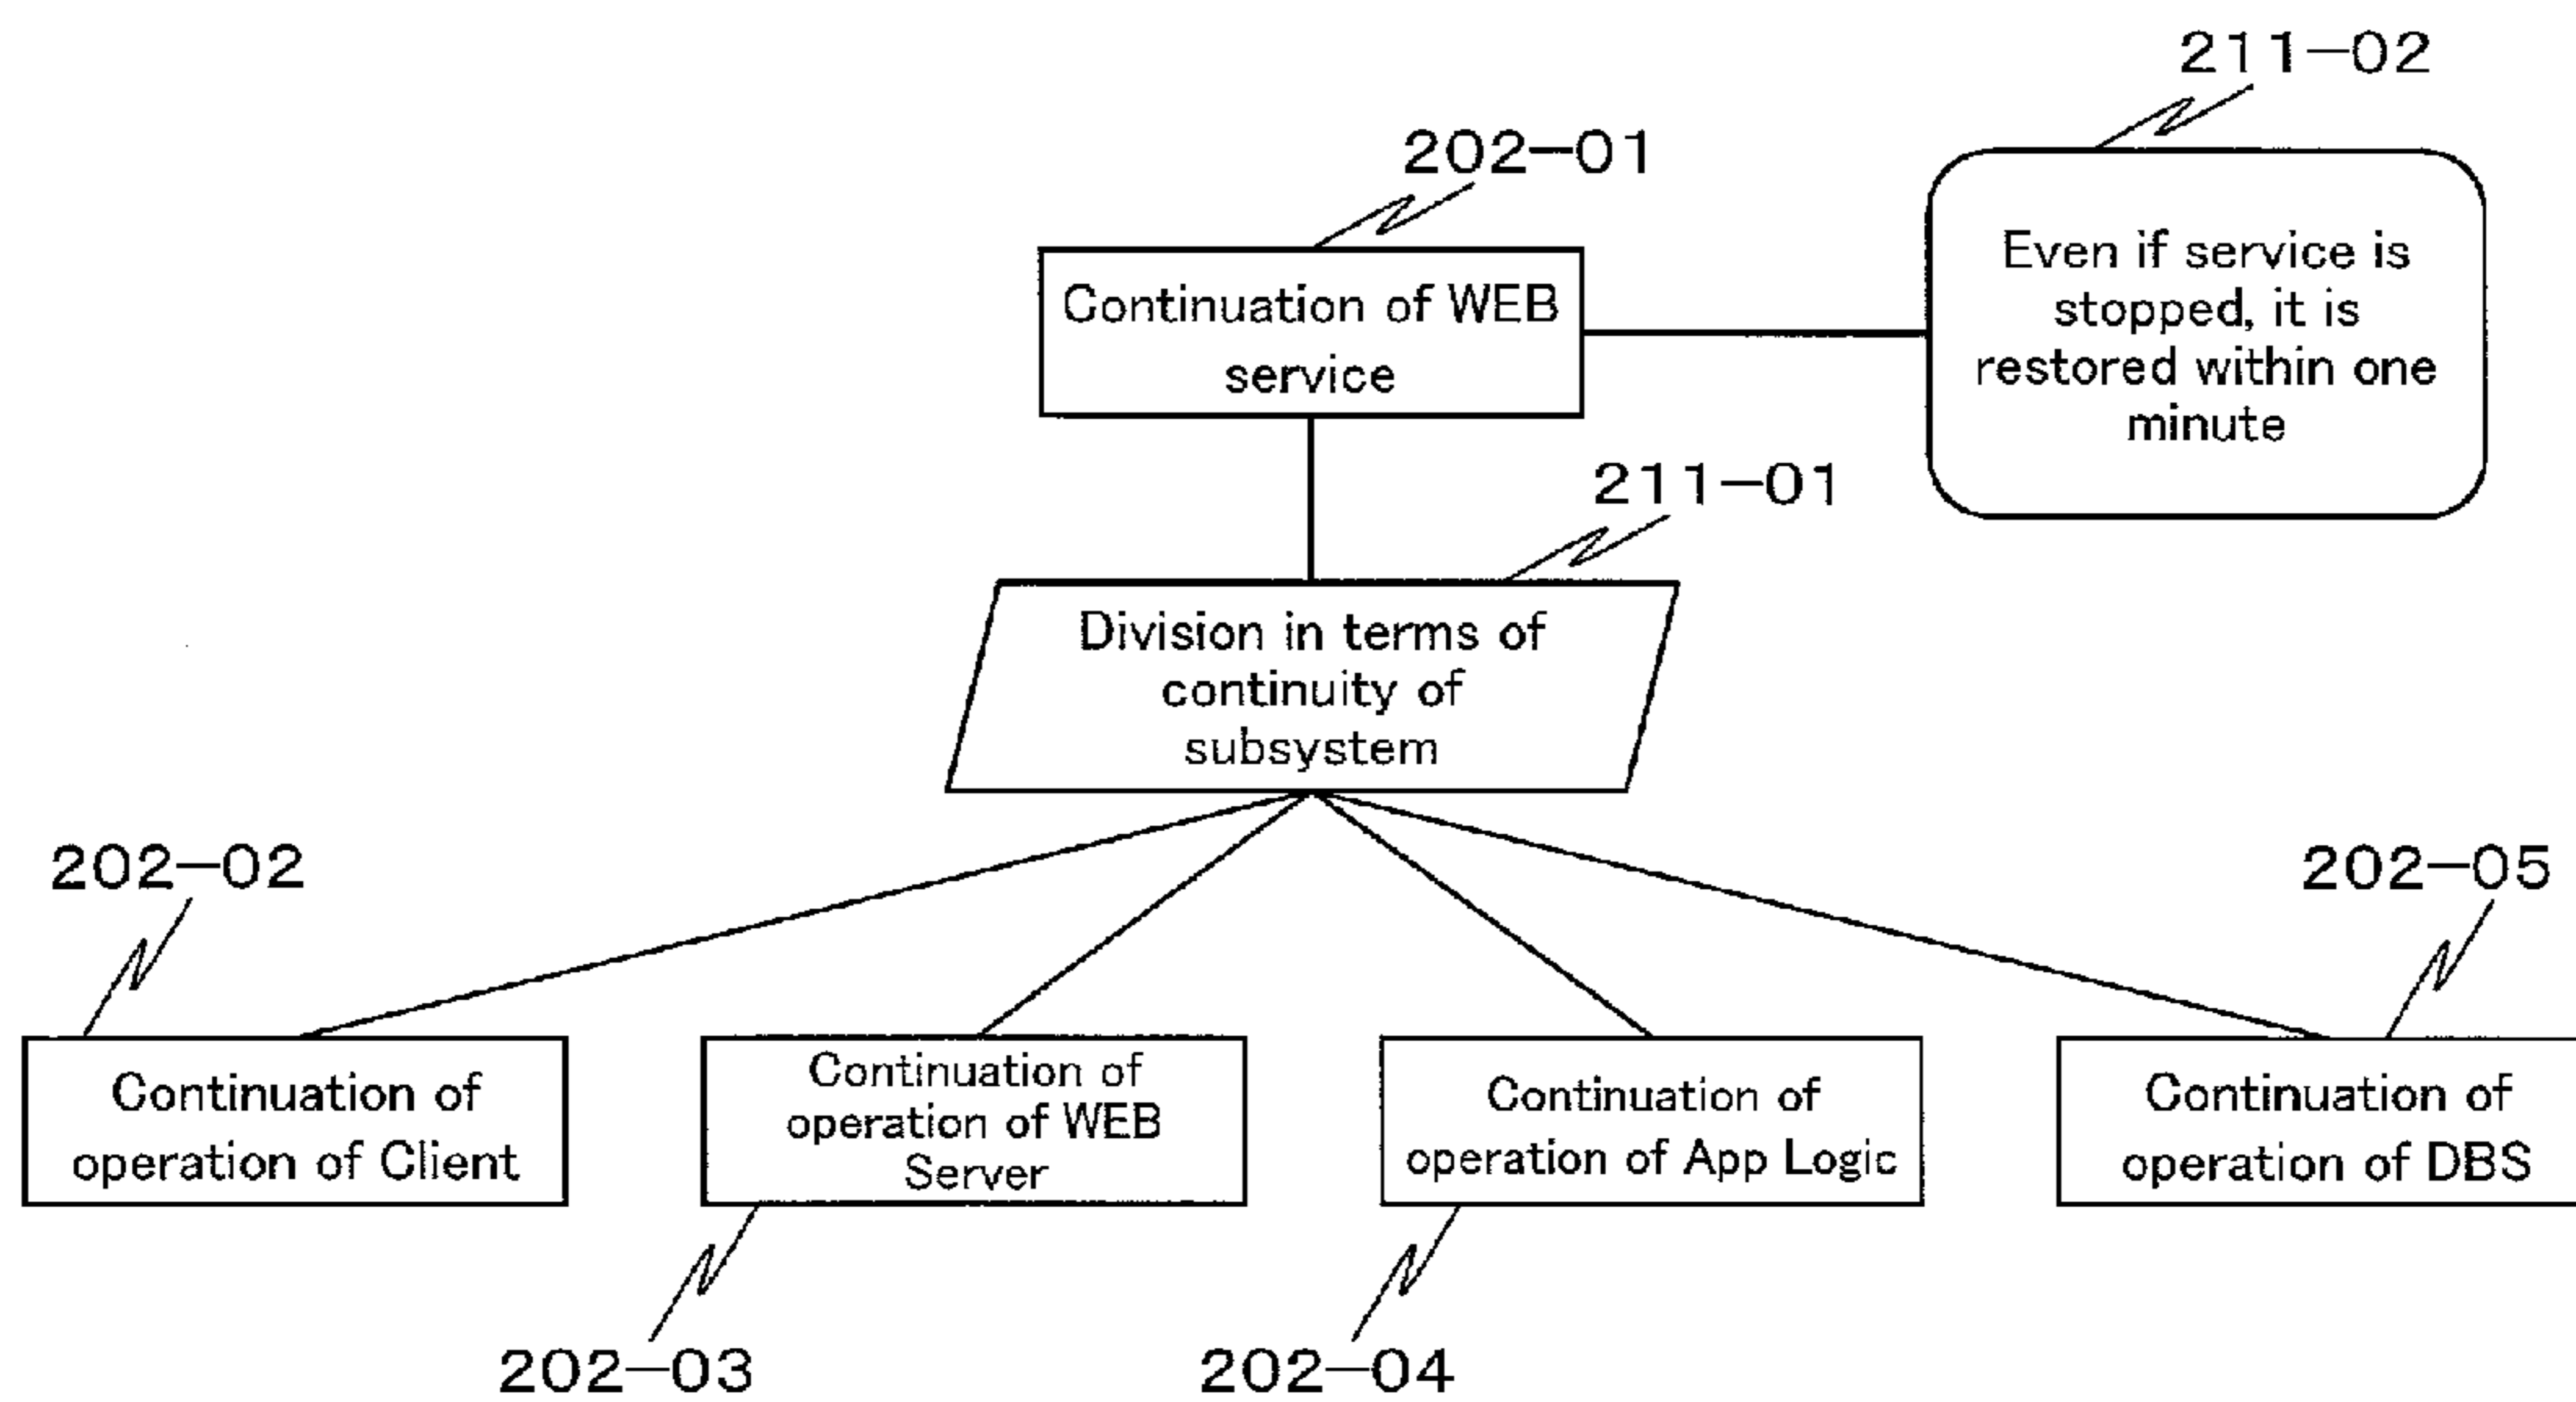 211-02
202-01
Even if service is
stopped, it is
restored within one
minute
Continuation of WEB
service
211-01
Division in terms of
continuity of
subsystem
202-02
202-05
Continuation of
operation of Client
Continuation of
operation of WEB
Server
Continuation of
operation of App Logic
Continuation of
operation of DBS
202-03
202-04